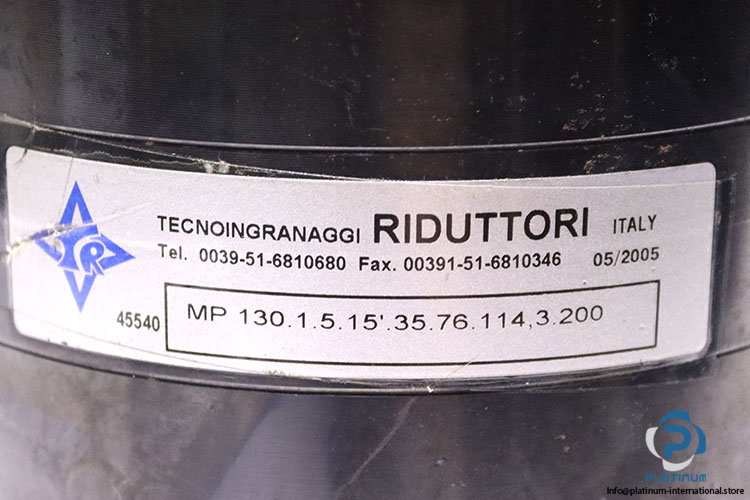 TECNOINGRANAGGI RIDUTTORI ITALY
Tel. 0039-51-6810680 Fax. 00391-51-6810346 05/2005
TR
45540 MP 130.1.5.15'.35.76.114,3.200
PLATINUM
Info@platinum-international.store